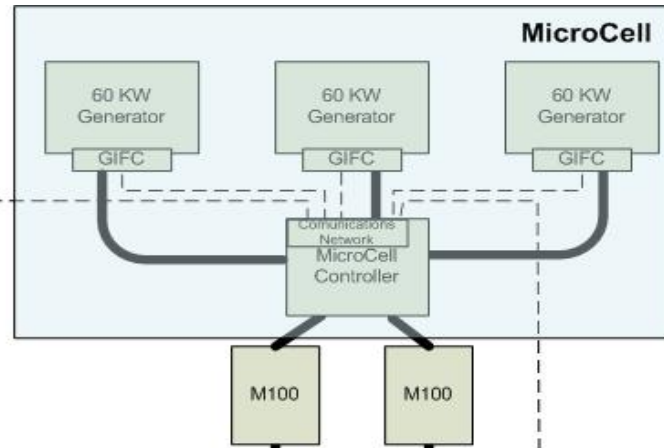 MicroCell
60 KW
Generator
60 KW
Generator
60 KW
Generator
GIFC
GIFC
GIFC
Comunications
Network
MicroCell
Controller
M100
M100